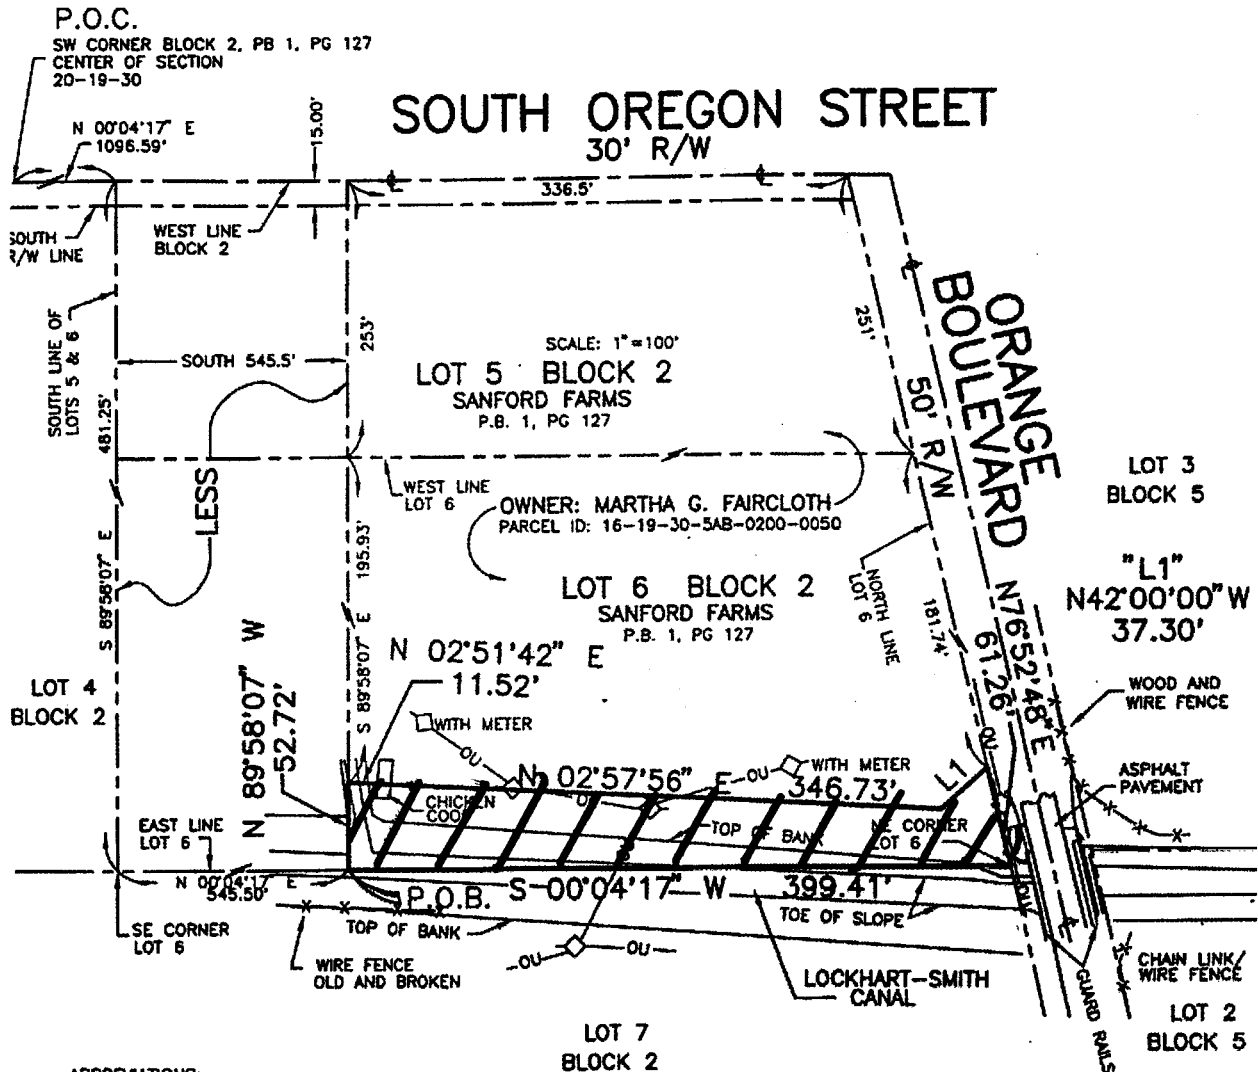 P.O.C.
SW CORNER BLOCK 2, PB 1, PG 127
CENTER OF SECTION
20-19-30
N 00°04'17" E
1096.59'
15.00'
SOUTH OREGON STREET
30' R/W
336.5'
SOUTH
R/W LINE
WEST LINE
BLOCK 2
SOUTH LINE OF
LOTS 5 & 6
SOUTH 545.5'
253'
251'
SCALE: 1"=100'
LOT 5 BLOCK 2
SANFORD FARMS
P.B. 1, PG 127
ORANGE
BOULEVARD
50' R/W
481.25'
S 89°58'07" E
LESS
WEST LINE
LOT 6
OWNER: MARTHA G. FAIRCLOTH
PARCEL ID: 16-19-30-5AB-0200-0050
LOT 3
BLOCK 5
195.93'
S 89°58'07" E
LOT 6 BLOCK 2
SANFORD FARMS
P.B. 1, PG 127
NORTH LINE
LOT 6
181.74'
N76°52'48"E
61.26'
"L1"
N42°00'00"W
37.30'
LOT 4
BLOCK 2
N 89°58'07" W
52.72'
N 02°51'42" E
11.52'
WITH METER
OU
N 02°57'56" E
346.73'
OU
WITH METER
OU
L1
OU
WOOD AND
WIRE FENCE
ASPHALT
PAVEMENT
CHICKEN
COOP
TOP OF BANK
NE CORNER
LOT 6
EAST LINE
LOT 6
N 00°04'17" E
545.50'
P.O.B.
S 00°04'17" W
399.41'
OU
TOE OF SLOPE
TOP OF BANK
SE CORNER
LOT 6
WIRE FENCE
OLD AND BROKEN
OU
OU
LOCKHART-SMITH
CANAL
GUARD RAILS
CHAIN LINK/
WIRE FENCE
LOT 7
BLOCK 2
LOT 2
BLOCK 5